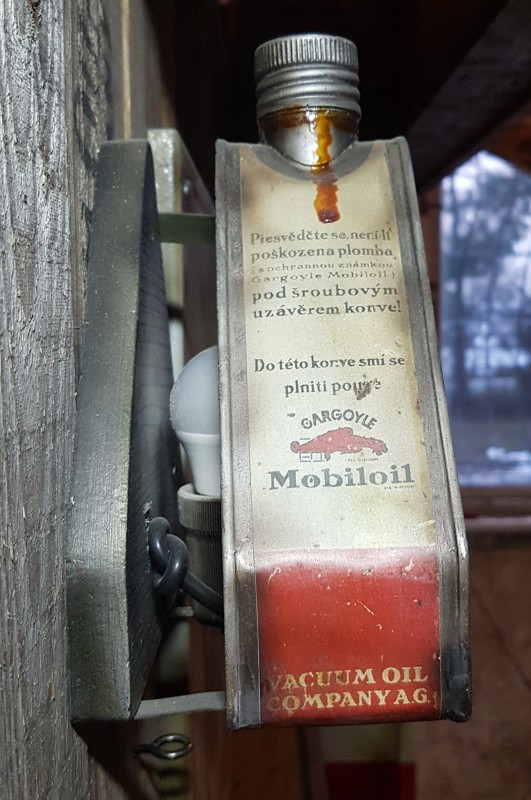 Přesvědčte se, není-li
poškozena plomba
(s ochrannou známkou
Gargoyle Mobiloil)
pod šroubovým
uzávěrem konve!
Do této konve smí se
plniti pouze
GARGOYLE
Mobiloil
VACUUM OIL
COMPANY A.G.